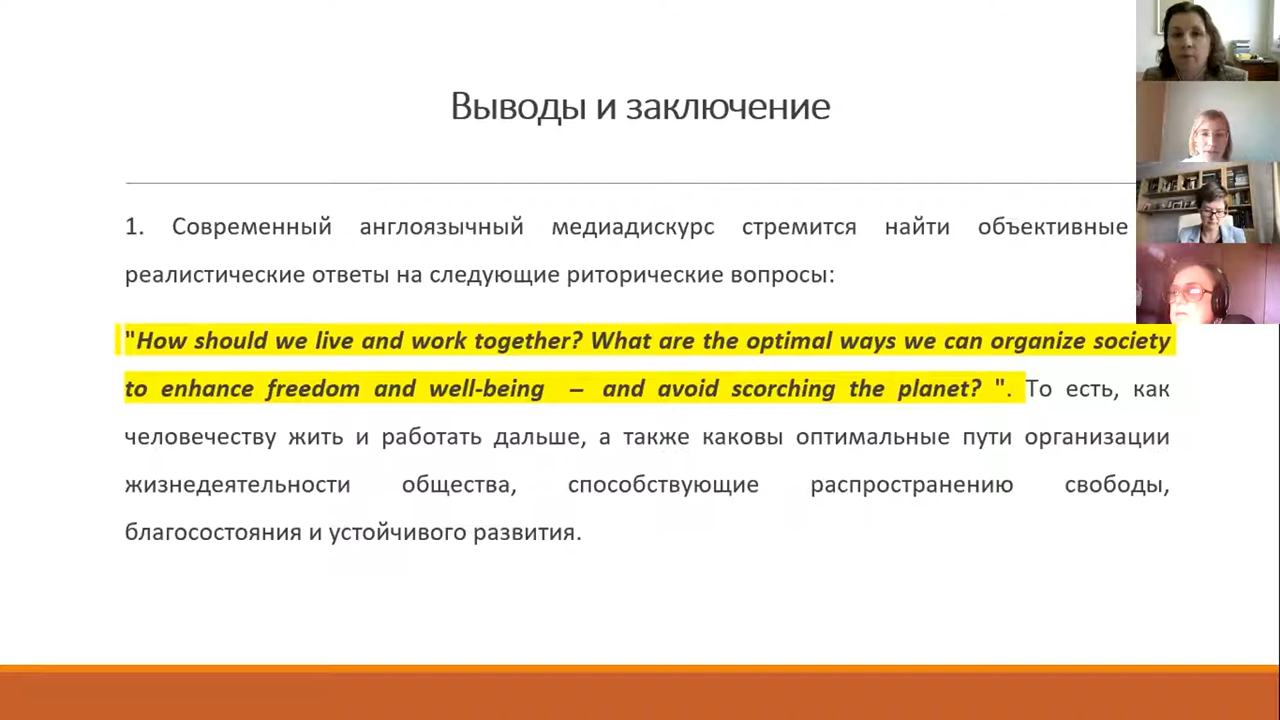 Выводы и заключение
1. Современный англоязычный медиадискурс стремится найти объективные
реалистические ответы на следующие риторические вопросы:
"How should we live and work together? What are the optimal ways we can organize society
to enhance freedom and well-being – and avoid scorching the planet? ". То есть, как
человечеству жить и работать дальше, а также каковы оптимальные пути организации
жизнедеятельности общества, способствующие распространению свободы,
благосостояния и устойчивого развития.